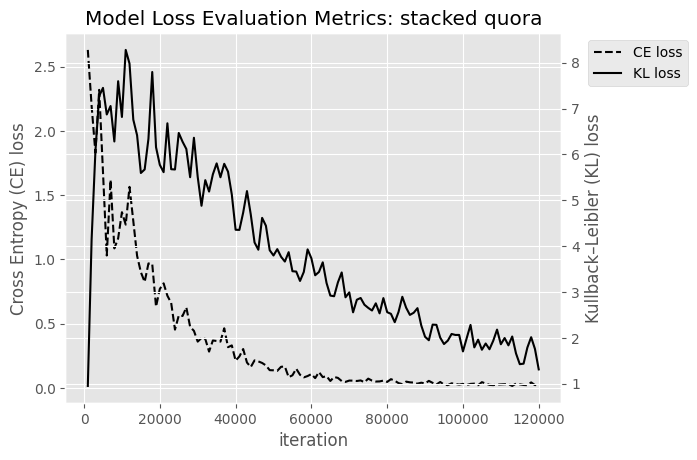 Model Loss Evaluation Metrics: stacked quora
CE loss
KL loss
Cross Entropy (CE) loss
2.5
2.0
1.5
1.0
0.5
0.0
8
7
6
5
4
3
2
1
Kullback–Leibler (KL) loss
0 20000 40000 60000 80000 100000 120000
iteration